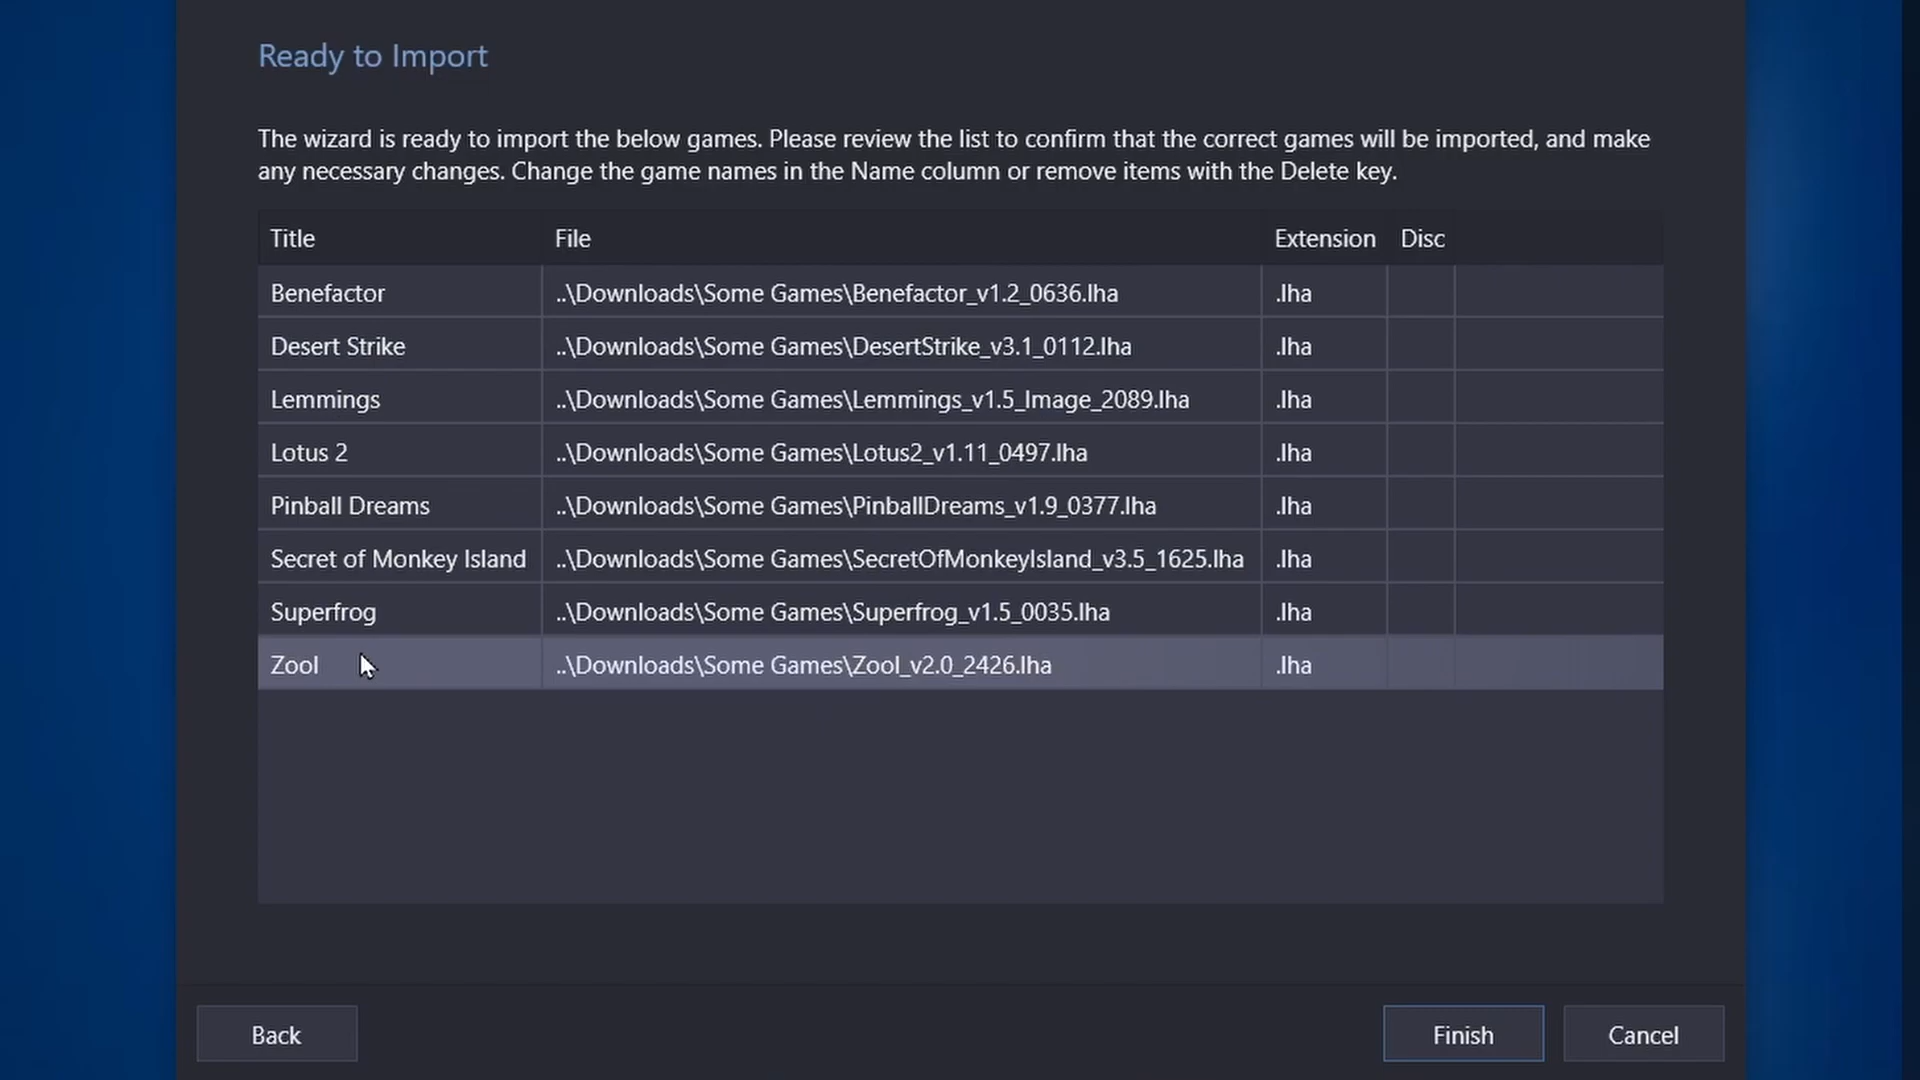 Ready to Import
The wizard is ready to import the below games. Please review the list to confirm that the correct games will be imported, and make
any necessary changes. Change the game names in the Name column or remove items with the Delete key.
Title File Extension Disc
Benefactor ..\Downloads\Some Games\Benefactor_v1.2_0636.lha .lha
Desert Strike ..\Downloads\Some Games\DesertStrike_v3.1_0112.lha .lha
Lemmings ..\Downloads\Some Games\Lemmings_v1.5_Image_2089.lha .lha
Lotus 2 ..\Downloads\Some Games\Lotus2_v1.11_0497.lha .lha
Pinball Dreams ..\Downloads\Some Games\PinballDreams_v1.9_0377.lha .lha
Secret of Monkey Island ..\Downloads\Some Games\SecretOfMonkeyIsland_v3.5_1625.lha .lha
Superfrog ..\Downloads\Some Games\Superfrog_v1.5_0035.lha .lha
Zool ..\Downloads\Some Games\Zool_v2.0_2426.lha .lha
Back Finish Cancel